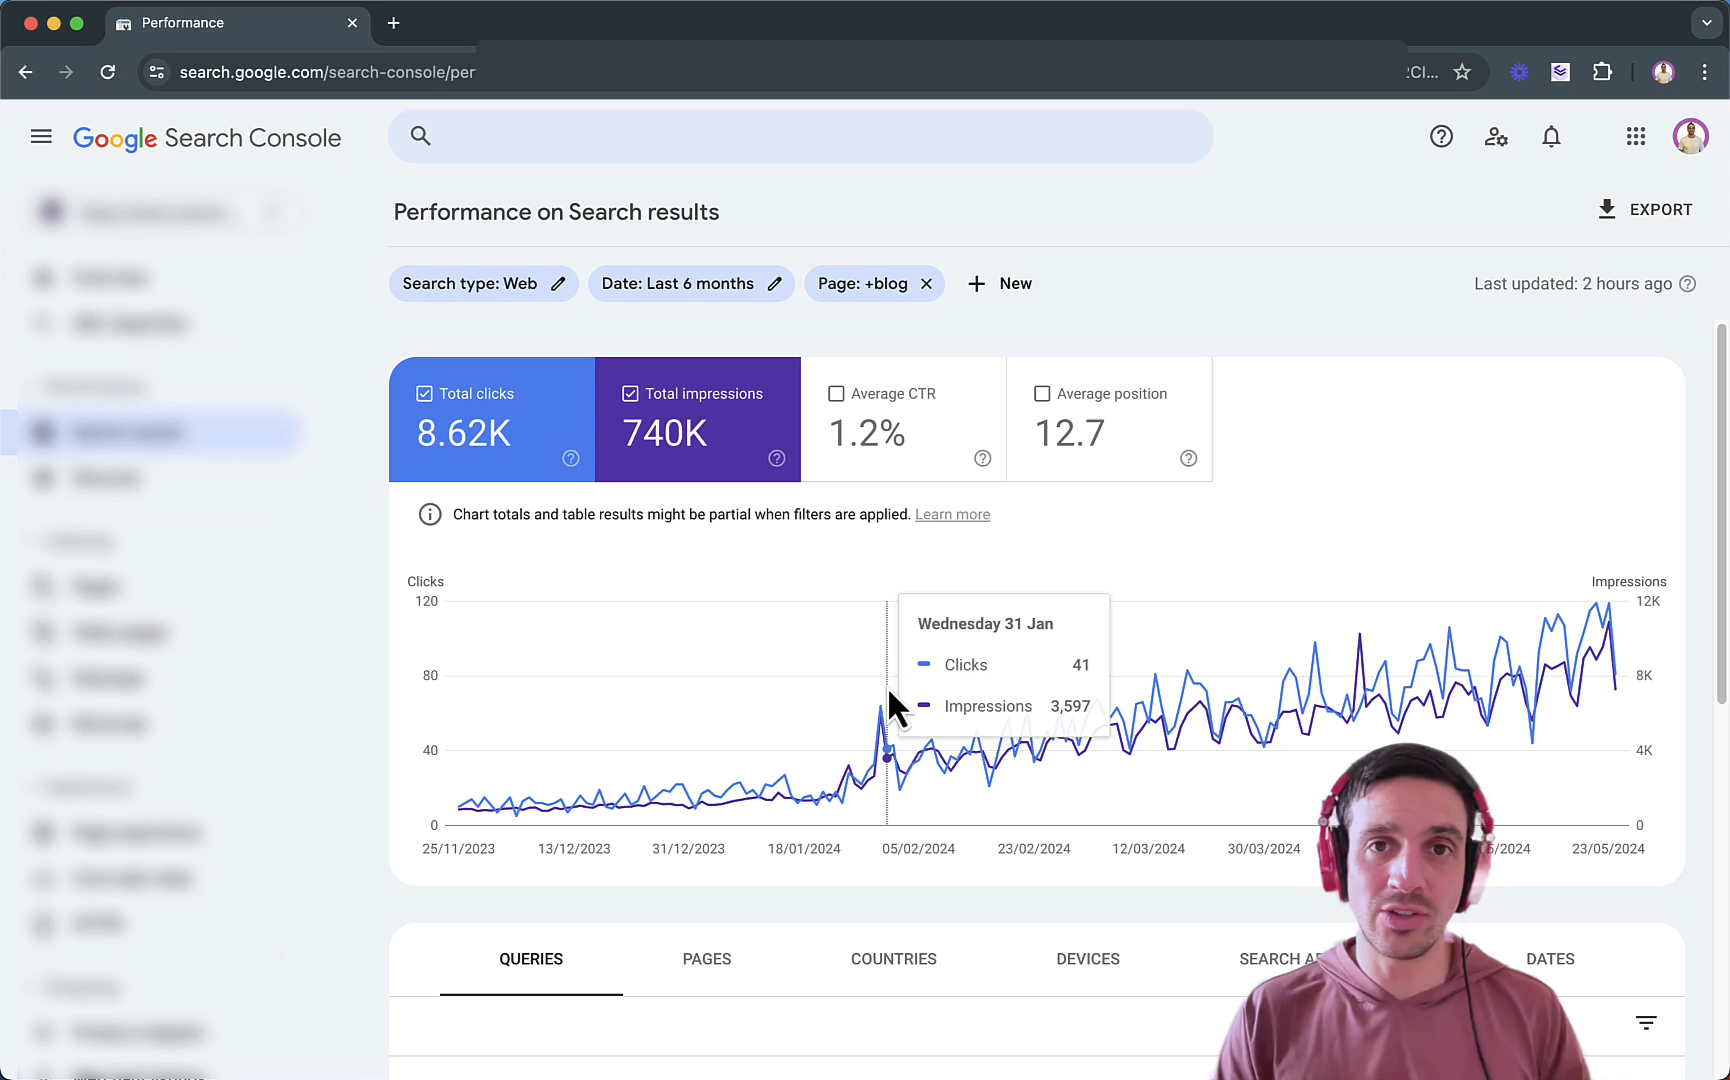 Performance
search.google.com/search-console/per
2Cl...
Google Search Console
Performance on Search results
EXPORT
Search type: Web
Date: Last 6 months
Page: +blog
New
Last updated: 2 hours ago
Total clicks
8.62K
Total impressions
740K
Average CTR
1.2%
Average position
12.7
Chart totals and table results might be partial when filters are applied. Learn more
Clicks
Impressions
120
12K
80
8K
40
4K
0
0
Wednesday 31 Jan
Clicks 41
Impressions 3,597
25/11/2023 13/12/2023 31/12/2023 18/01/2024 05/02/2024 23/02/2024 12/03/2024 30/03/2024 /2024 23/05/2024
QUERIES PAGES COUNTRIES DEVICES SEARCH DATES